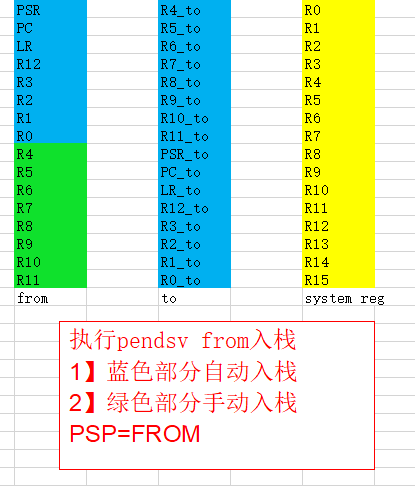 PSR R4_to R0
PC R5_to R1
LR R6_to R2
R12 R7_to R3
R3 R8_to R4
R2 R9_to R5
R1 R10_to R6
R0 R11_to R7
R4 PSR_to R8
R5 PC_to R9
R6 LR_to R10
R7 R12_to R11
R8 R3_to R12
R9 R2_to R13
R10 R1_to R14
R11 R0_to R15
from to system reg
执行pendsv from入栈
1】蓝色部分自动入栈
2】绿色部分手动入栈
PSP=FROM